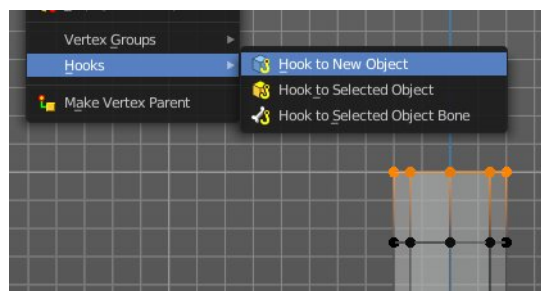 Vertex Groups
Hooks
Hook to New Object
Hook to Selected Object
Make Vertex Parent
Hook to Selected Object Bone